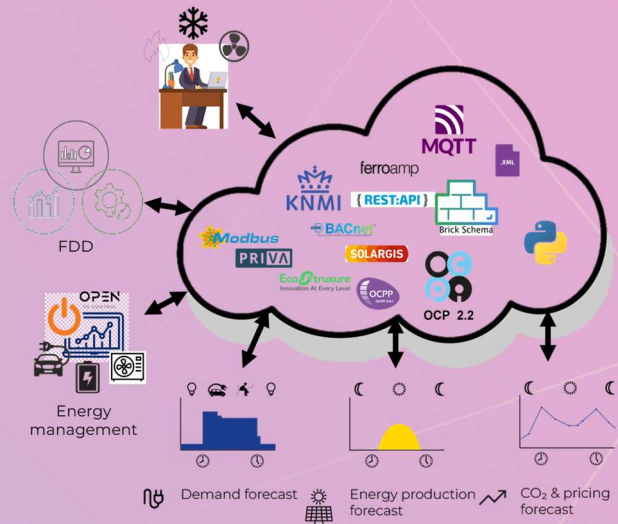 MQTT
.XML
ferroamp
KNMI
{ REST:API }
Brick Schema
Modbus
BACnet
PRIVA
SOLARGIS
EcoStruxure
Innovation At Every Level
OCPP
OCP 2.2
FDD
OPEN
Energy
management
Demand forecast
Energy production
forecast
CO₂ & pricing
forecast